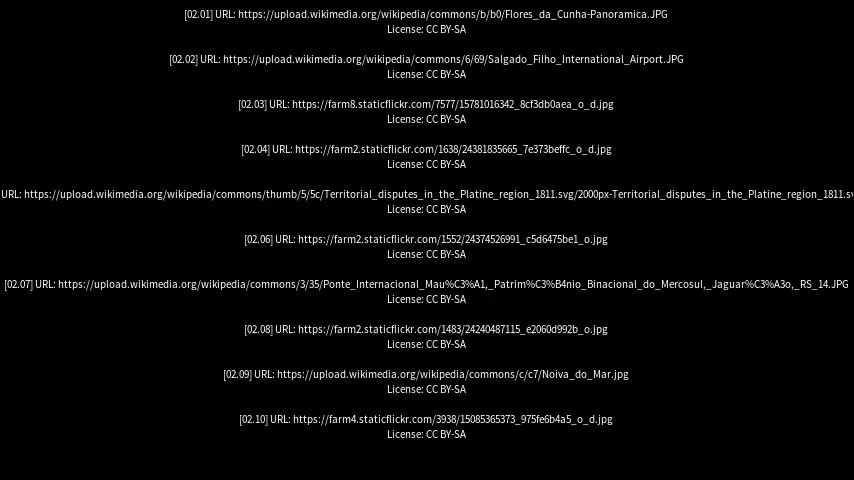 [02.01] URL: https://upload.wikimedia.org/wikipedia/commons/b/b0/Flores_da_Cunha-Panoramica.JPG
License: CC BY-SA
[02.02] URL: https://upload.wikimedia.org/wikipedia/commons/6/69/Salgado_Filho_International_Airport.JPG
License: CC BY-SA
[02.03] URL: https://farm8.staticflickr.com/7577/15781016342_8cf3db0aea_o_d.jpg
License: CC BY-SA
[02.04] URL: https://farm2.staticflickr.com/1638/24381835665_7e373beffc_o_d.jpg
License: CC BY-SA
URL: https://upload.wikimedia.org/wikipedia/commons/thumb/5/5c/Territorial_disputes_in_the_Platine_region_1811.svg/2000px-Territorial_disputes_in_the_Platine_region_1811.sv
License: CC BY-SA
[02.06] URL: https://farm2.staticflickr.com/1552/24374526991_c5d6475be1_o.jpg
License: CC BY-SA
[02.07] URL: https://upload.wikimedia.org/wikipedia/commons/3/35/Ponte_Internacional_Mau%C3%A1,_Patrim%C3%B4nio_Binacional_do_Mercosul,_Jaguar%C3%A3o,_RS_14.JPG
License: CC BY-SA
[02.08] URL: https://farm2.staticflickr.com/1483/24240487115_e2060d992b_o.jpg
License: CC BY-SA
[02.09] URL: https://upload.wikimedia.org/wikipedia/commons/c/c7/Noiva_do_Mar.jpg
License: CC BY-SA
[02.10] URL: https://farm4.staticflickr.com/3938/15085365373_975fe6b4a5_o_d.jpg
License: CC BY-SA